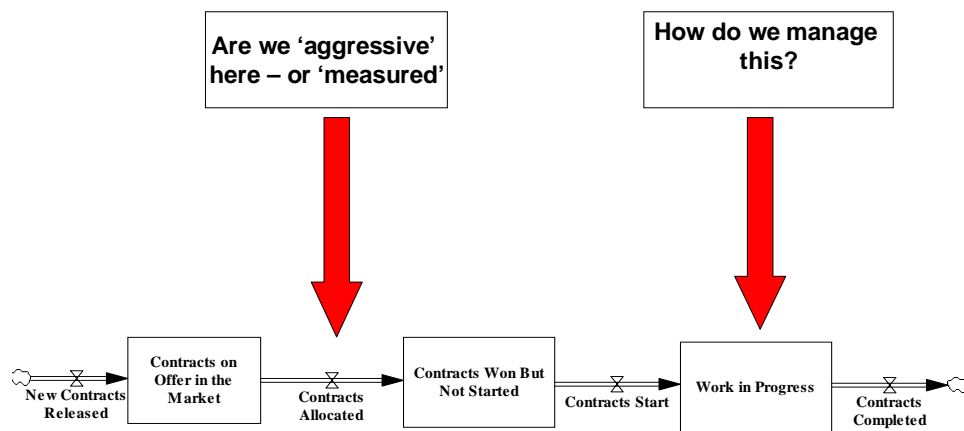 Are we ‘aggressive’
here – or ‘measured’
How do we manage
this?
New Contracts
Released
Contracts on
Offer in the
Market
Contracts
Allocated
Contracts Won But
Not Started
Contracts Start
Work in Progress
Contracts
Completed